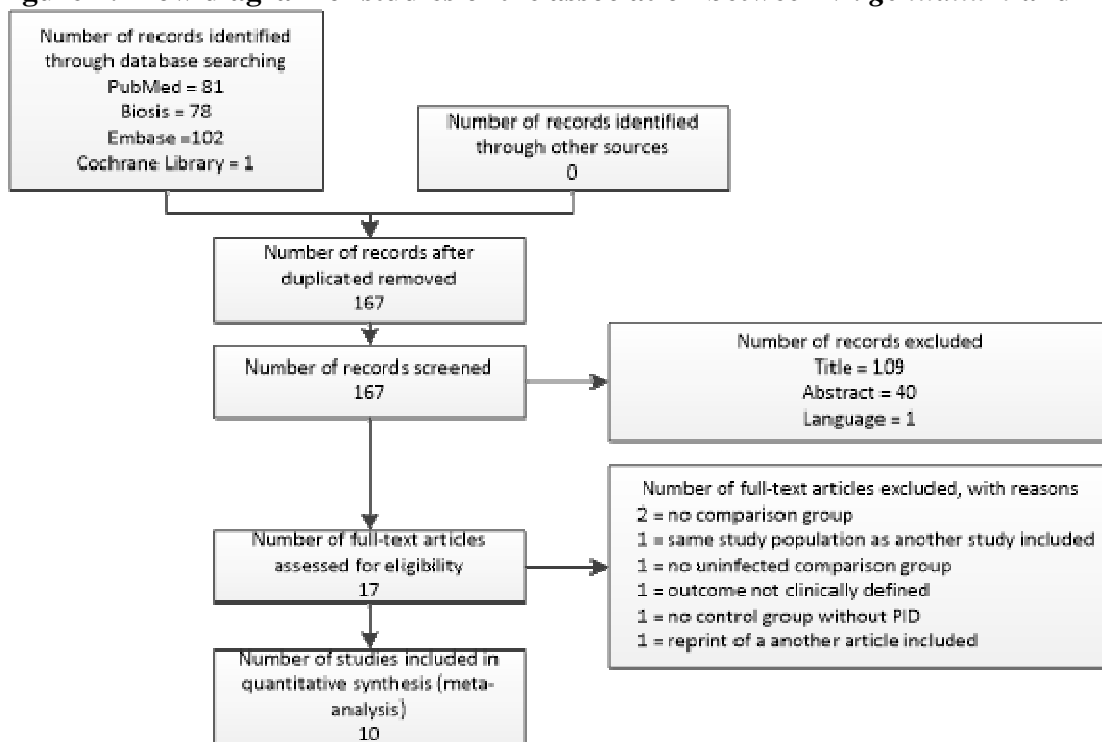 Number of records identified
through database searching
PubMed = 81
Biosis = 78
Embase =102
Cochrane Library = 1
Number of records identified
through other sources
0
Number of records after
duplicated removed
167
Number of records screened
167
Number of records excluded
Title = 109
Abstract = 40
Language = 1
Number of full-text articles
assessed for eligibility
17
Number of full-text articles excluded, with reasons
2 = no comparison group
1 = same study population as another study included
1 = no uninfected comparison group
1 = outcome not clinically defined
1 = no control group without PID
1 = reprint of a another article included
Number of studies included in
quantitative synthesis (meta-
analysis)
10